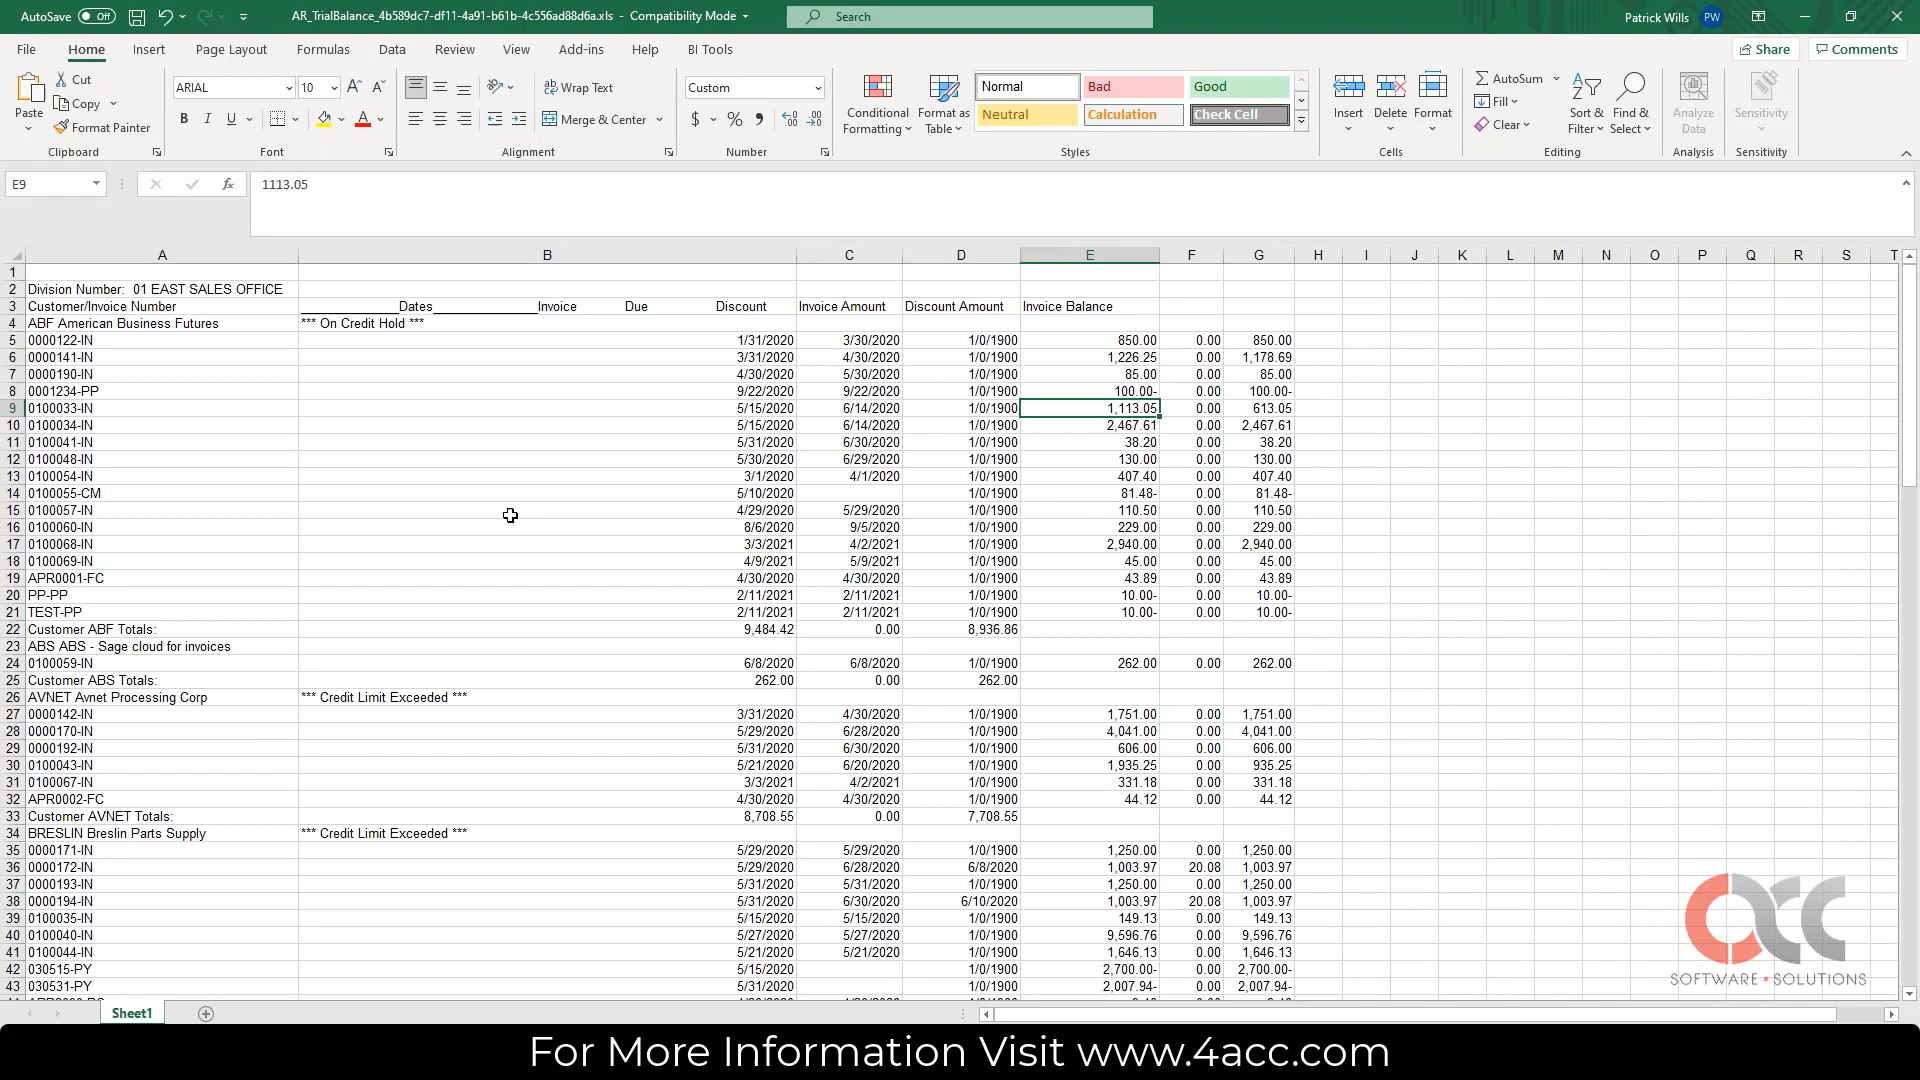 AutoSave Off AR_TrialBalance_4b589dc7-df11-4a91-b61b-4c556ad88d6a.xls - Compatibility Mode Search Patrick Wills PW
File Home Insert Page Layout Formulas Data Review View Add-ins Help BI Tools Share Comments
Paste Cut Copy Format Painter Clipboard
ARIAL 10 B I U Font
Wrap Text Merge & Center Alignment
Custom $ % Number
Conditional Formatting Format as Table Normal Bad Good Neutral Calculation Check Cell Styles
Insert Delete Format Cells
AutoSum Fill Clear Sort & Filter Find & Select Editing
Analyze Data Analysis Sensitivity Sensitivity
E9 fx 1113.05
A B C D E F G H I J K L M N O P Q R S T
1
2 Division Number: 01 EAST SALES OFFICE
3 Customer/Invoice Number Dates Invoice Due Discount Invoice Amount Discount Amount Invoice Balance
4 ABF American Business Futures *** On Credit Hold ***
5 0000122-IN 1/31/2020 3/30/2020 1/0/1900 850.00 0.00 850.00
6 0000141-IN 3/31/2020 4/30/2020 1/0/1900 1,226.25 0.00 1,178.69
7 0000190-IN 4/30/2020 5/30/2020 1/0/1900 85.00 0.00 85.00
8 0001234-PP 9/22/2020 9/22/2020 1/0/1900 100.00- 0.00 100.00-
9 0100033-IN 5/15/2020 6/14/2020 1/0/1900 1,113.05 0.00 613.05
10 0100034-IN 5/15/2020 6/14/2020 1/0/1900 2,467.61 0.00 2,467.61
11 0100041-IN 5/31/2020 6/30/2020 1/0/1900 38.20 0.00 38.20
12 0100048-IN 5/30/2020 6/29/2020 1/0/1900 130.00 0.00 130.00
13 0100054-IN 3/1/2020 4/1/2020 1/0/1900 407.40 0.00 407.40
14 0100055-CM 5/10/2020 1/0/1900 81.48- 0.00 81.48-
15 0100057-IN 4/29/2020 5/29/2020 1/0/1900 110.50 0.00 110.50
16 0100060-IN 8/6/2020 9/5/2020 1/0/1900 229.00 0.00 229.00
17 0100068-IN 3/3/2021 4/2/2021 1/0/1900 2,940.00 0.00 2,940.00
18 0100069-IN 4/9/2021 5/9/2021 1/0/1900 45.00 0.00 45.00
19 APR0001-FC 4/30/2020 4/30/2020 1/0/1900 43.89 0.00 43.89
20 PP-PP 2/11/2021 2/11/2021 1/0/1900 10.00- 0.00 10.00-
21 TEST-PP 2/11/2021 2/11/2021 1/0/1900 10.00- 0.00 10.00-
22 Customer ABF Totals: 9,484.42 0.00 8,936.86
23 ABS ABS - Sage cloud for invoices
24 0100059-IN 6/8/2020 6/8/2020 1/0/1900 262.00 0.00 262.00
25 Customer ABS Totals: 262.00 0.00 262.00
26 AVNET Avnet Processing Corp *** Credit Limit Exceeded ***
27 0000142-IN 3/31/2020 4/30/2020 1/0/1900 1,751.00 0.00 1,751.00
28 0000170-IN 5/29/2020 6/28/2020 1/0/1900 4,041.00 0.00 4,041.00
29 0000192-IN 5/31/2020 6/30/2020 1/0/1900 606.00 0.00 606.00
30 0100043-IN 5/21/2020 6/20/2020 1/0/1900 1,935.25 0.00 935.25
31 0100067-IN 3/3/2021 4/2/2021 1/0/1900 331.18 0.00 331.18
32 APR0002-FC 4/30/2020 4/30/2020 1/0/1900 44.12 0.00 44.12
33 Customer AVNET Totals: 8,708.55 0.00 7,708.55
34 BRESLIN Breslin Parts Supply *** Credit Limit Exceeded ***
35 0000171-IN 5/29/2020 5/29/2020 1/0/1900 1,250.00 0.00 1,250.00
36 0000172-IN 5/29/2020 6/28/2020 6/8/2020 1,003.97 20.08 1,003.97
37 0000193-IN 5/31/2020 5/31/2020 1/0/1900 1,250.00 0.00 1,250.00
38 0000194-IN 5/31/2020 6/30/2020 6/10/2020 1,003.97 20.08 1,003.97
39 0100035-IN 5/15/2020 5/15/2020 1/0/1900 149.13 0.00 149.13
40 0100040-IN 5/27/2020 5/27/2020 1/0/1900 9,596.76 0.00 9,596.76
41 0100044-IN 5/21/2020 5/21/2020 1/0/1900 1,646.13 0.00 1,646.13
42 030515-PY 5/15/2020 1/0/1900 2,700.00- 0.00 2,700.00-
43 030531-PY 5/31/2020 1/0/1900 2,007.94- 0.00 2,007.94-
acc
SOFTWARE • SOLUTIONS
Sheet1
For More Information Visit www.4acc.com